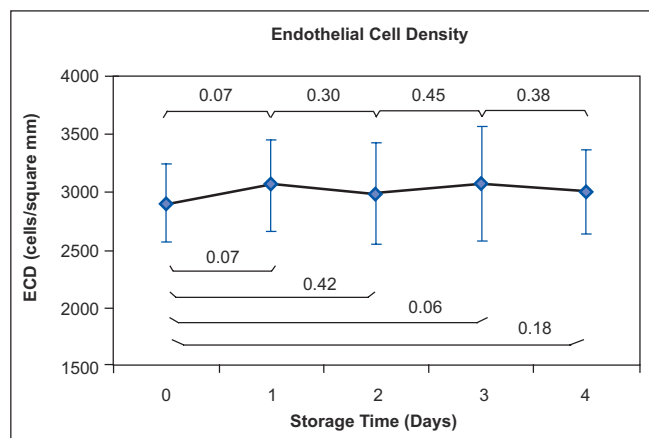 Endothelial Cell Density
4000
0.07 0.30 0.45 0.38
3500
3000
ECD (cells/square mm)
2500
0.07
0.42
2000
0.06
0.18
1500
0 1 2 3 4
Storage Time (Days)